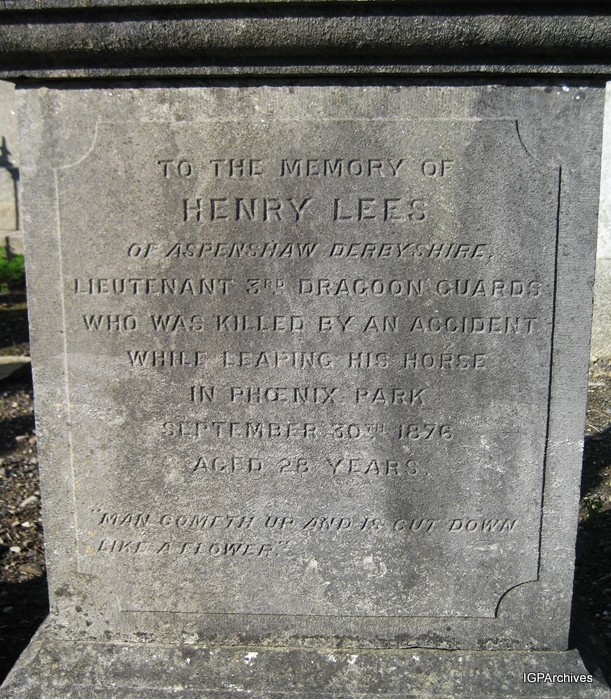 TO THE MEMORY OF
HENRY LEES
OF ASPENSHAW DERBYSHIRE,
LIEUTENANT 3RD DRAGOON GUARDS
WHO WAS KILLED BY AN ACCIDENT
WHILE LEAPING HIS HORSE
IN PHŒNIX PARK
SEPTEMBER 30TH 1876
AGED 28 YEARS.
"MAN COMETH UP AND IS CUT DOWN
LIKE A FLOWER."
IGPArchives